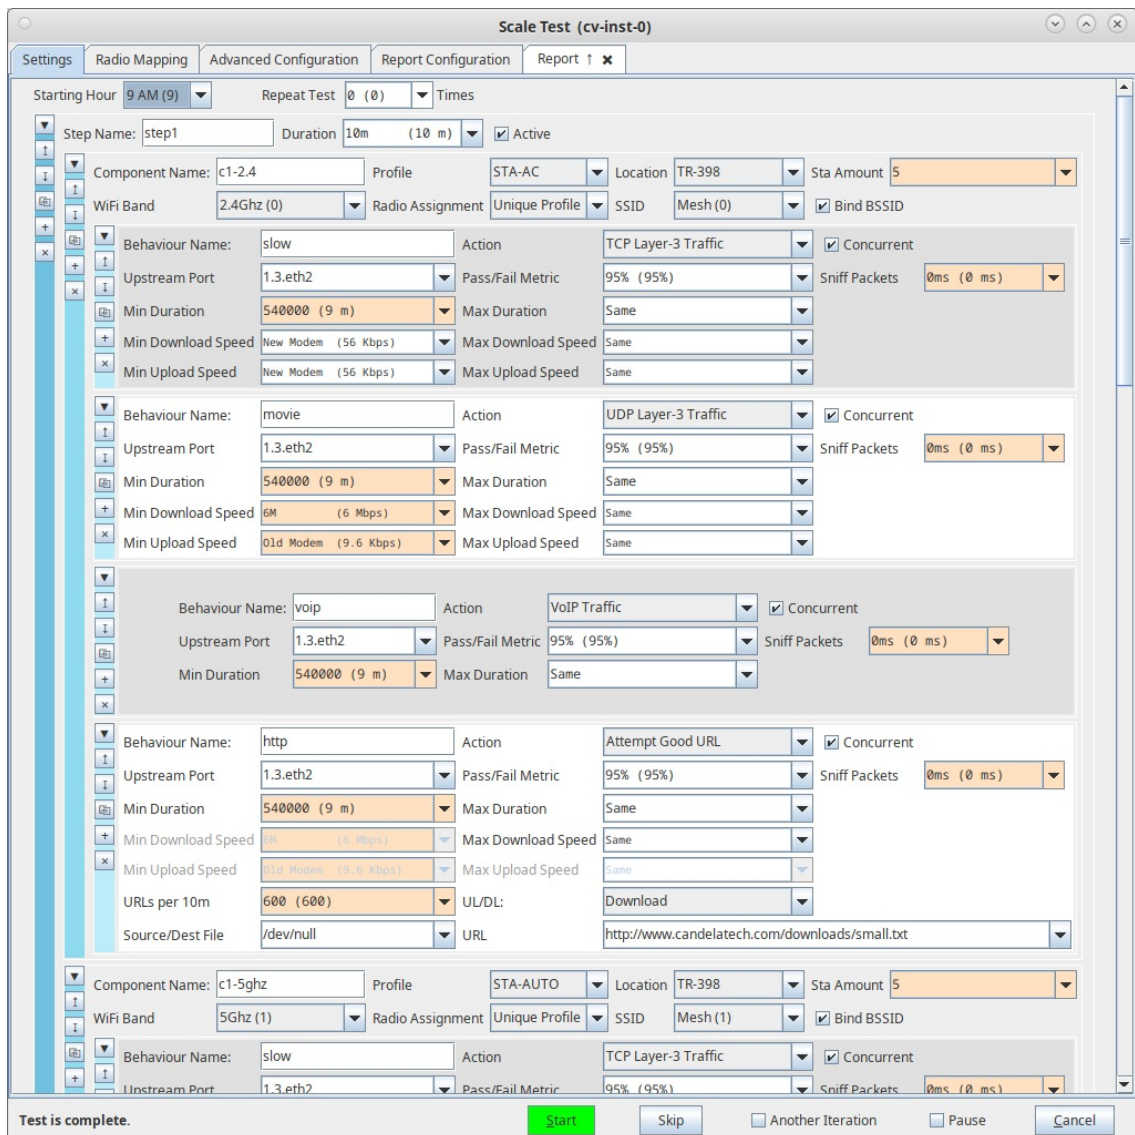 Scale Test (cv-inst-0)
Settings Radio Mapping Advanced Configuration Report Configuration Report ↑ ✖
Starting Hour 9 AM (9) Repeat Test 0 (0) Times
Step Name: step1 Duration 10m (10 m) Active
Component Name: c1-2.4 Profile STA-AC Location TR-398 Sta Amount 5
WiFi Band 2.4Ghz (0) Radio Assignment Unique Profile SSID Mesh (0) Bind BSSID
Behaviour Name: slow Action TCP Layer-3 Traffic Concurrent
Upstream Port 1.3.eth2 Pass/Fail Metric 95% (95%) Sniff Packets 0ms (0 ms)
Min Duration 540000 (9 m) Max Duration Same
Min Download Speed New Modem (56 Kbps) Max Download Speed Same
Min Upload Speed New Modem (56 Kbps) Max Upload Speed Same
Behaviour Name: movie Action UDP Layer-3 Traffic Concurrent
Upstream Port 1.3.eth2 Pass/Fail Metric 95% (95%) Sniff Packets 0ms (0 ms)
Min Duration 540000 (9 m) Max Duration Same
Min Download Speed 6M (6 Mbps) Max Download Speed Same
Min Upload Speed Old Modem (9.6 Kbps) Max Upload Speed Same
Behaviour Name: voip Action VoIP Traffic Concurrent
Upstream Port 1.3.eth2 Pass/Fail Metric 95% (95%) Sniff Packets 0ms (0 ms)
Min Duration 540000 (9 m) Max Duration Same
Behaviour Name: http Action Attempt Good URL Concurrent
Upstream Port 1.3.eth2 Pass/Fail Metric 95% (95%) Sniff Packets 0ms (0 ms)
Min Duration 540000 (9 m) Max Duration Same
Min Download Speed 6M (6 Mbps) Max Download Speed Same
Min Upload Speed Old Modem (9.6 Kbps) Max Upload Speed Same
URLs per 10m 600 (600) UL/DL: Download
Source/Dest File /dev/null URL http://www.candelatech.com/downloads/small.txt
Component Name: c1-5ghz Profile STA-AUTO Location TR-398 Sta Amount 5
WiFi Band 5Ghz (1) Radio Assignment Unique Profile SSID Mesh (1) Bind BSSID
Behaviour Name: slow Action TCP Layer-3 Traffic Concurrent
Upstream Port 1.3.eth2 Pass/Fail Metric 95% (95%) Sniff Packets 0ms (0 ms)
Test is complete. Start Skip Another Iteration Pause Cancel